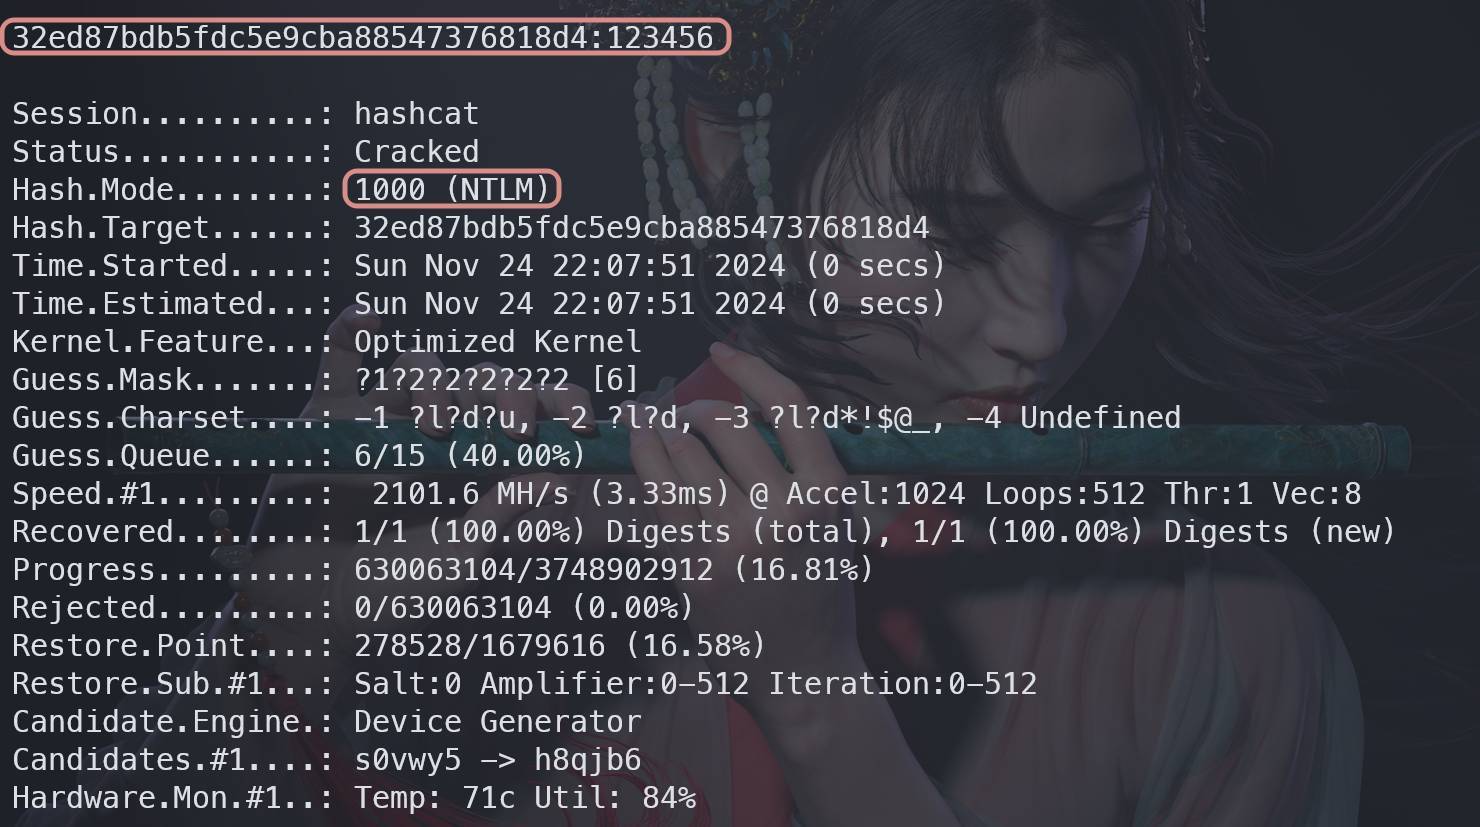 32ed87bdb5fdc5e9cba88547376818d4:123456
Session..........: hashcat
Status...........: Cracked
Hash.Mode........: 1000 (NTLM)
Hash.Target......: 32ed87bdb5fdc5e9cba88547376818d4
Time.Started.....: Sun Nov 24 22:07:51 2024 (0 secs)
Time.Estimated...: Sun Nov 24 22:07:51 2024 (0 secs)
Kernel.Feature...: Optimized Kernel
Guess.Mask.......: ?1?2?2?2?2?2 [6]
Guess.Charset....: -1 ?l?d?u, -2 ?l?d, -3 ?l?d*!$@_, -4 Undefined
Guess.Queue......: 6/15 (40.00%)
Speed.#1.........:  2101.6 MH/s (3.33ms) @ Accel:1024 Loops:512 Thr:1 Vec:8
Recovered........: 1/1 (100.00%) Digests (total), 1/1 (100.00%) Digests (new)
Progress.........: 630063104/3748902912 (16.81%)
Rejected.........: 0/630063104 (0.00%)
Restore.Point....: 278528/1679616 (16.58%)
Restore.Sub.#1...: Salt:0 Amplifier:0-512 Iteration:0-512
Candidate.Engine.: Device Generator
Candidates.#1....: s0vwy5 -> h8qjb6
Hardware.Mon.#1..: Temp: 71c Util: 84%